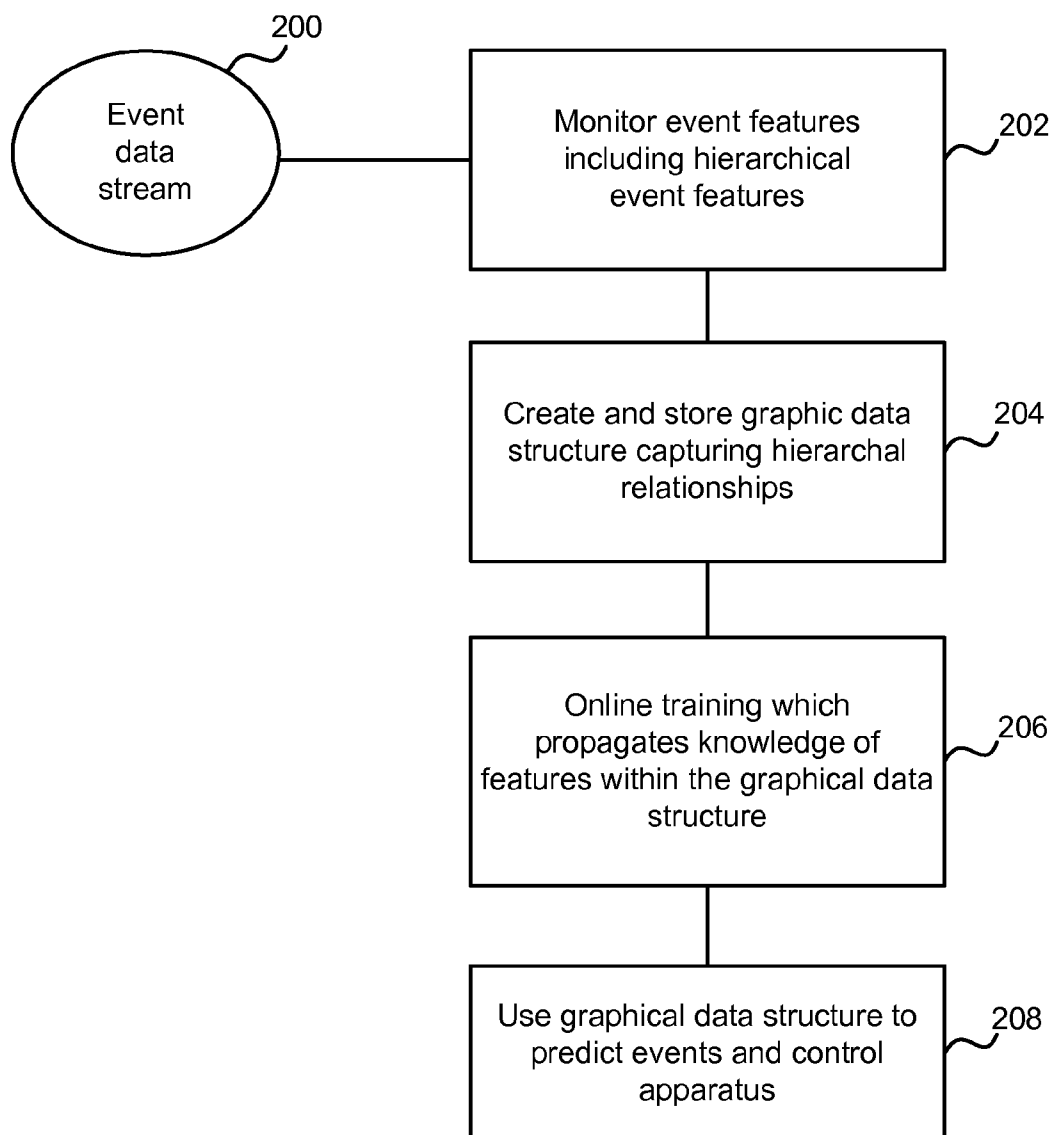 200
Event
data
stream
Monitor event features
including hierarchical
event features
202
Create and store graphic data
structure capturing hierarchal
relationships
204
Online training which
propagates knowledge of
features within the graphical data
structure
206
Use graphical data structure to
predict events and control
apparatus
208